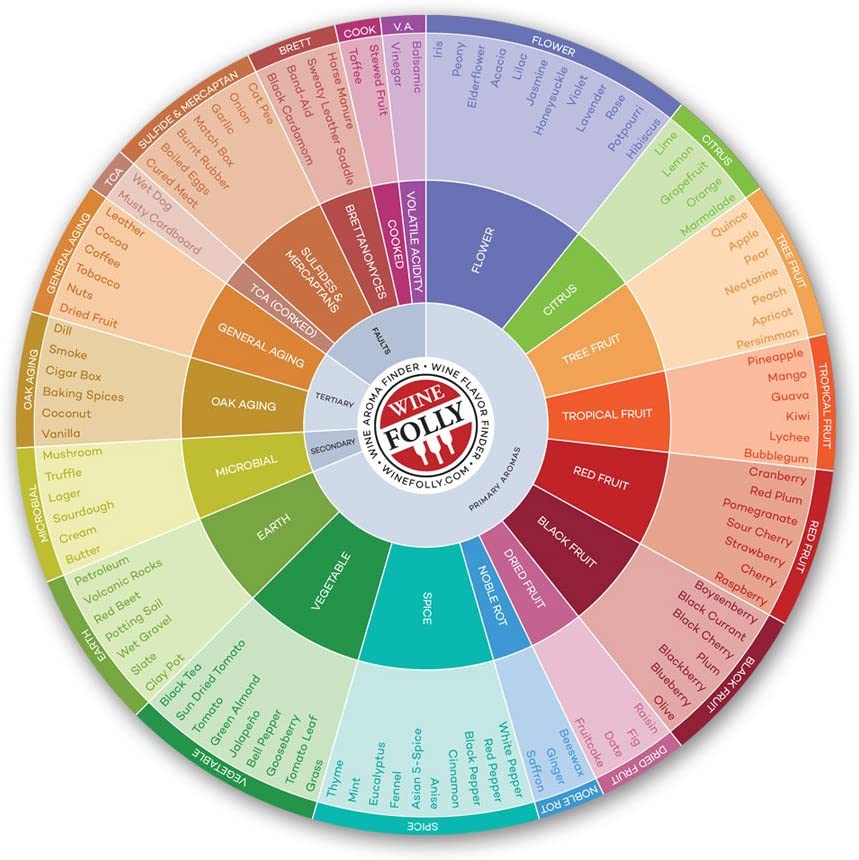 WINE AROMA FINDER • WINE FLAVOR FINDER • WINEFOLLY.COM •
WINE
FOLLY
PRIMARY AROMAS
SECONDARY
TERTIARY
FAULTS
FLOWER
FLOWER
Iris
Peony
Elderflower
Acacia
Lilac
Jasmine
Honeysuckle
Violet
Lavender
Rose
Potpourri
Hibiscus
CITRUS
CITRUS
Lime
Lemon
Grapefruit
Orange
Marmalade
TREE FRUIT
TREE FRUIT
Quince
Apple
Pear
Nectarine
Peach
Apricot
Persimmon
TROPICAL FRUIT
TROPICAL FRUIT
Pineapple
Mango
Guava
Kiwi
Lychee
Bubblegum
RED FRUIT
RED FRUIT
Cranberry
Red Plum
Pomegranate
Sour Cherry
Strawberry
Cherry
Raspberry
BLACK FRUIT
BLACK FRUIT
Boysenberry
Black Currant
Black Cherry
Plum
Blackberry
Blueberry
Olive
DRIED FRUIT
DRIED FRUIT
Raisin
Fig
Date
Fruitcake
NOBLE ROT
NOBLE ROT
Beeswax
Ginger
Saffron
SPICE
SPICE
White Pepper
Red Pepper
Black Pepper
Cinnamon
Anise
Asian 5-Spice
Fennel
Eucalyptus
Mint
Thyme
VEGETABLE
VEGETABLE
Grass
Tomato Leaf
Gooseberry
Bell Pepper
Jalapeño
Green Almond
Tomato
Sun Dried Tomato
Black Tea
EARTH
EARTH
Clay Pot
Slate
Wet Gravel
Potting Soil
Red Beet
Volcanic Rocks
Petroleum
MICROBIAL
MICROBIAL
Butter
Cream
Sourdough
Lager
Truffle
Mushroom
OAK AGING
OAK AGING
Vanilla
Coconut
Baking Spices
Cigar Box
Smoke
Dill
GENERAL AGING
GENERAL AGING
Dried Fruit
Nuts
Tobacco
Coffee
Cocoa
Leather
TCA
TCA (CORKED)
Musty Cardboard
Wet Dog
SULFIDE & MERCAPTAN
SULFIDES &
MERCAPTANS
Cured Meat
Boiled Eggs
Burnt Rubber
Match Box
Garlic
Onion
Cat Pee
BRETT
BRETTANOMYCES
Black Cardamom
Band-Aid
Sweaty Leather Saddle
Horse Manure
COOK
COOKED
Toffee
Stewed Fruit
V.A.
VOLATILE ACIDITY
Vinegar
Balsamic